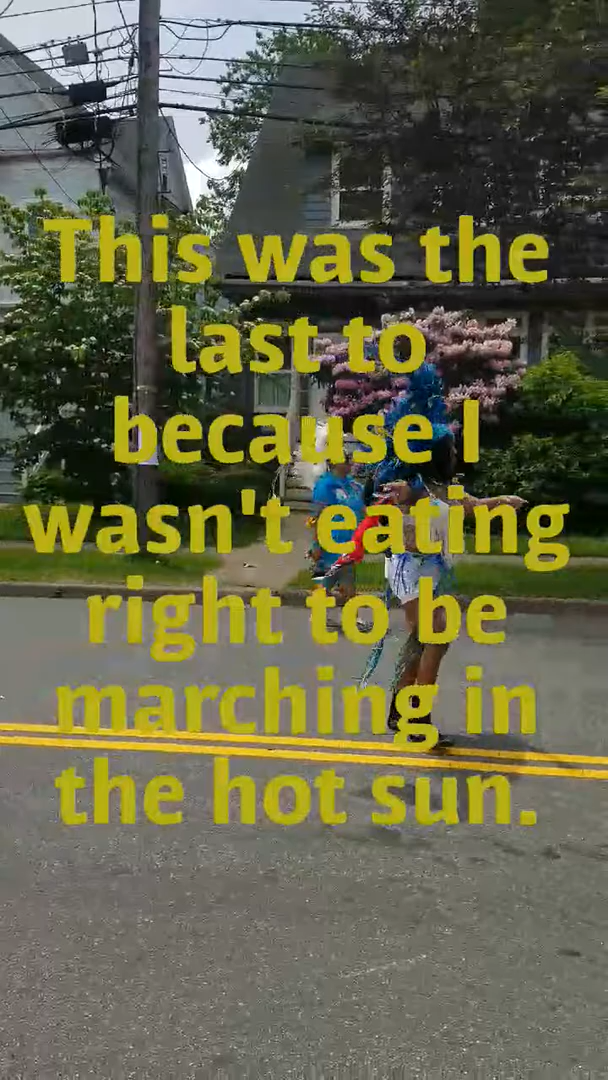 This was the
last to
because I
wasn't eating
right to be
marching in
the hot sun.